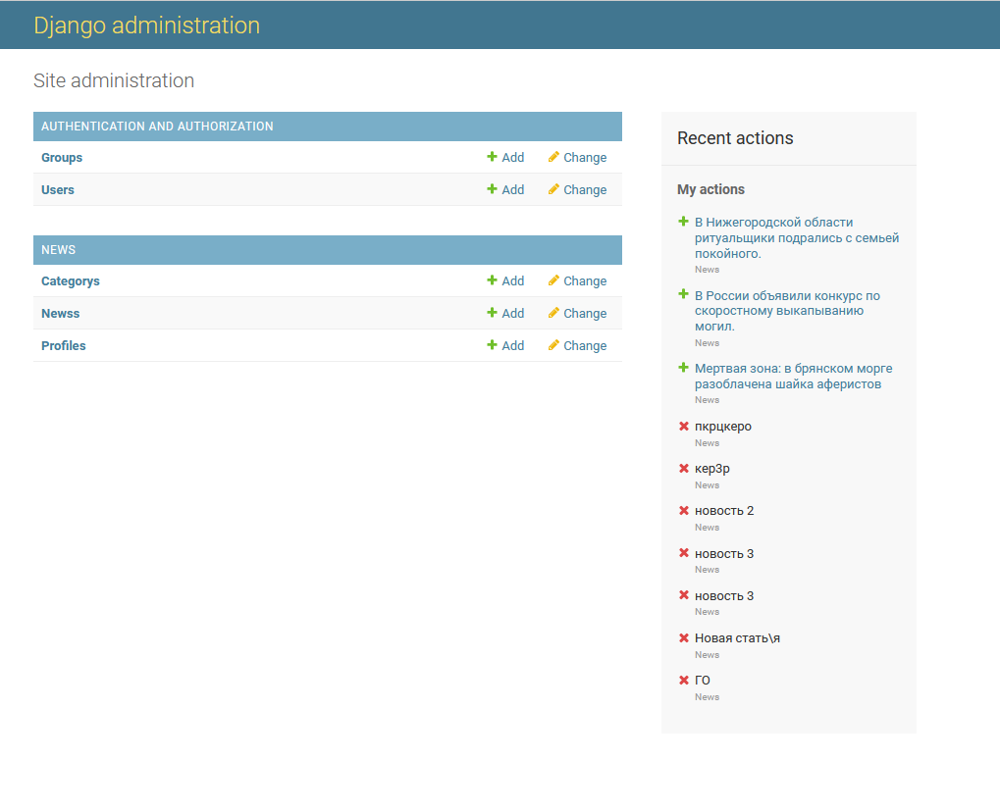 Django administration
Site administration
AUTHENTICATION AND AUTHORIZATION
Groups Add Change
Users Add Change
NEWS
Categorys Add Change
Newss Add Change
Profiles Add Change
Recent actions
My actions
В Нижегородской области
ритуальщики подрались с семьей
покойного.
News
В России объявили конкурс по
скоростному выкапыванию
могил.
News
Мертвая зона: в брянском морге
разоблачена шайка аферистов
News
пкрцкеро
News
кер3р
News
новость 2
News
новость 3
News
новость 3
News
Новая стать\я
News
ГО
News